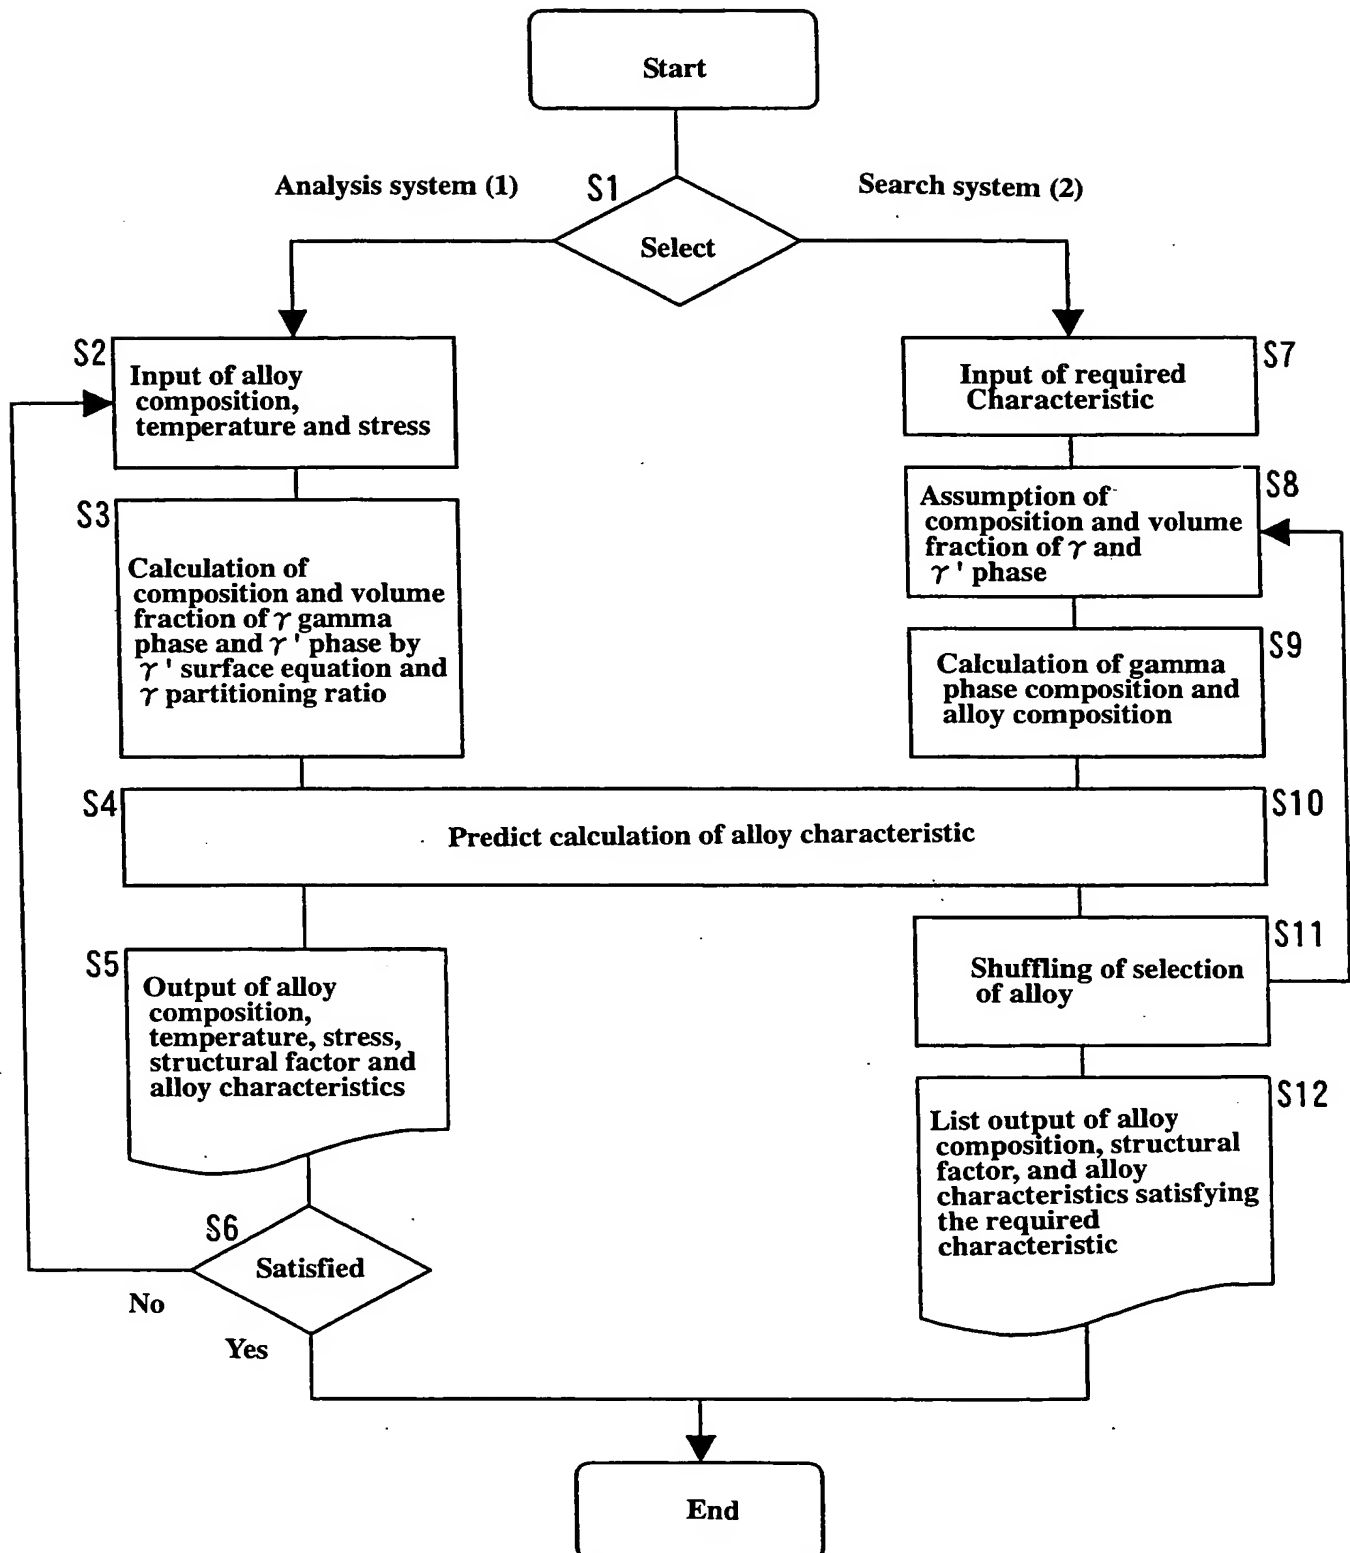 Start
Analysis system (1)
S1
Search system (2)
Select
S2
Input of alloy
composition,
temperature and stress
S7
Input of required
Characteristic
S3
Calculation of
composition and volume
fraction of γ gamma
phase and γ ' phase by
γ ' surface equation and
γ partitioning ratio
S8
Assumption of
composition and volume
fraction of γ and
γ ' phase
S9
Calculation of gamma
phase composition and
alloy composition
S4
Predict calculation of alloy characteristic
S10
S5
Output of alloy
composition,
temperature, stress,
structural factor and
alloy characteristics
S11
Shuffling of selection
of alloy
S12
List output of alloy
composition, structural
factor, and alloy
characteristics satisfying
the required
characteristic
S6
Satisfied
No
Yes
End